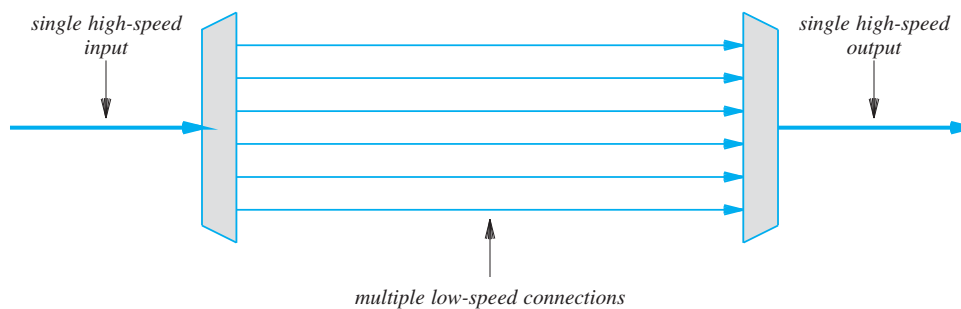 single high-speed
input
single high-speed
output
multiple low-speed connections